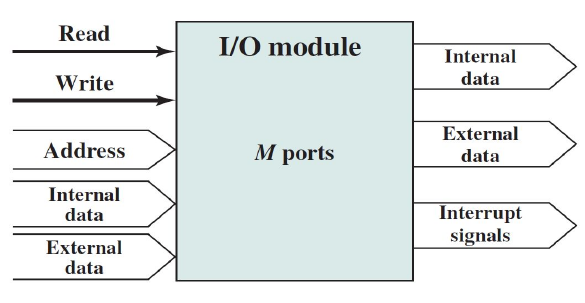 Read
Write
Address
Internal
data
External
data
I/O module
M ports
Internal
data
External
data
Interrupt
signals